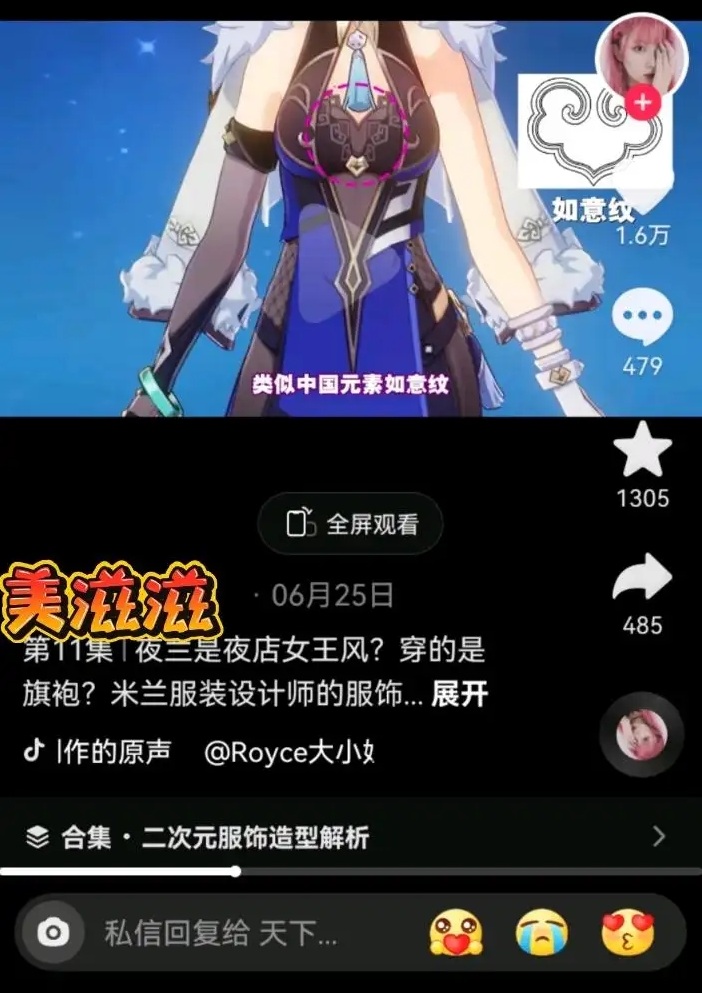 如意纹
1.6万
479
类似中国元素如意纹
1305
全屏观看
485
美滋滋
· 06月25日
第11集|夜兰是夜店女王风？穿的是
旗袍？米兰服装设计师的服饰... 展开
作的原声 @Royce大小
合集·二次元服饰造型解析
私信回复给 天下...